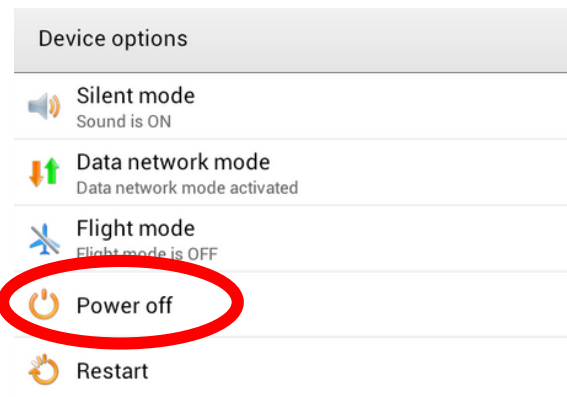 Device options
Silent mode
Sound is ON
Data network mode
Data network mode activated
Flight mode
Flight mode is OFF
Power off
Restart